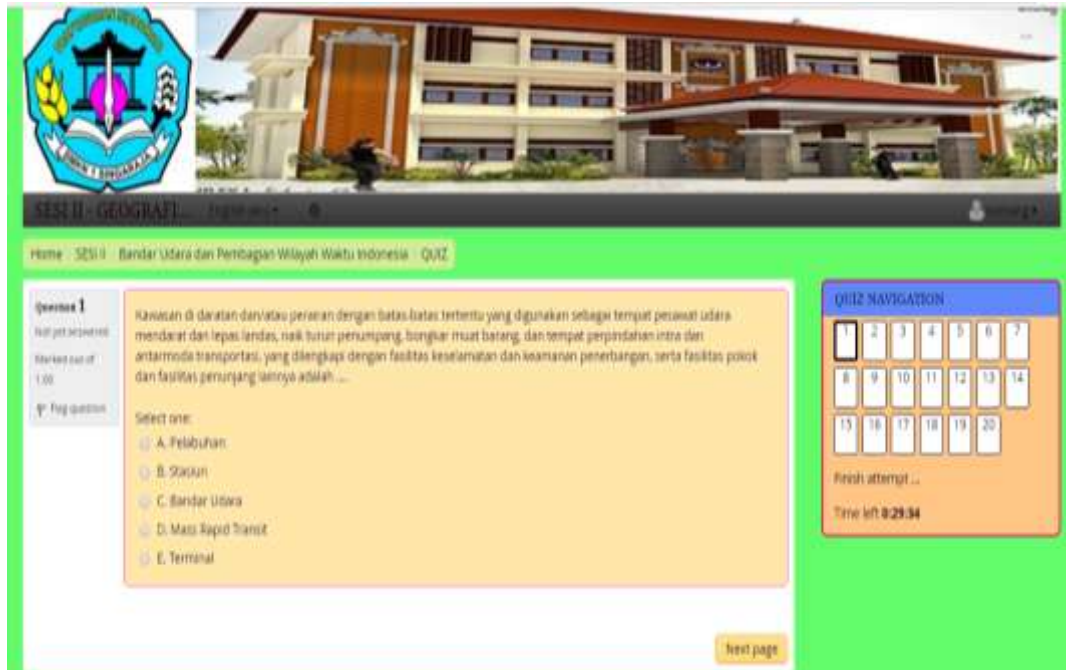 SMKN 1 SINGARAJA
SESI II - GEOGRAFI...
Home SESI II Bandar Udara dan Pembagian Wilayah Waktu Indonesia QUIZ
Question 1
Not yet answered
Marked out of
1.00
Flag question
Kawasan di daratan dan/atau perairan dengan batas-batas tertentu yang digunakan sebagai tempat pesawat udara
mendarat dan lepas landas, naik turun penumpang, bongkar muat barang, dan tempat perpindahan intra dan
antarmoda transportasi, yang dilengkapi dengan fasilitas keselamatan dan keamanan penerbangan, serta fasilitas pokok
dan fasilitas penunjang lainnya adalah ....
Select one:
A. Pelabuhan
B. Stasiun
C. Bandar Udara
D. Mass Rapid Transit
E. Terminal
Next page
QUIZ NAVIGATION
1 2 3 4 5 6 7
8 9 10 11 12 13 14
15 16 17 18 19 20
Finish attempt ...
Time left 0:29:34